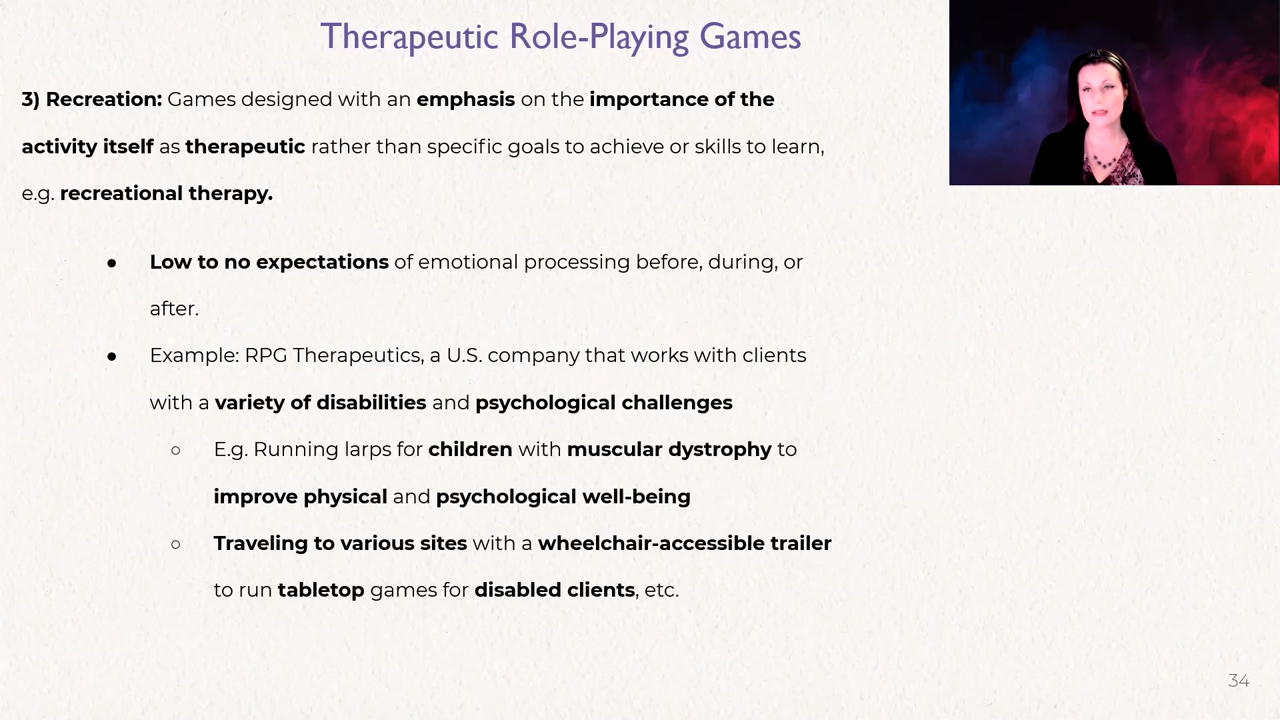 Therapeutic Role-Playing Games
3) Recreation: Games designed with an emphasis on the importance of the
activity itself as therapeutic rather than specific goals to achieve or skills to learn,
e.g. recreational therapy.
● Low to no expectations of emotional processing before, during, or
after.
● Example: RPG Therapeutics, a U.S. company that works with clients
with a variety of disabilities and psychological challenges
○ E.g. Running larps for children with muscular dystrophy to
improve physical and psychological well-being
○ Traveling to various sites with a wheelchair-accessible trailer
to run tabletop games for disabled clients, etc.
34